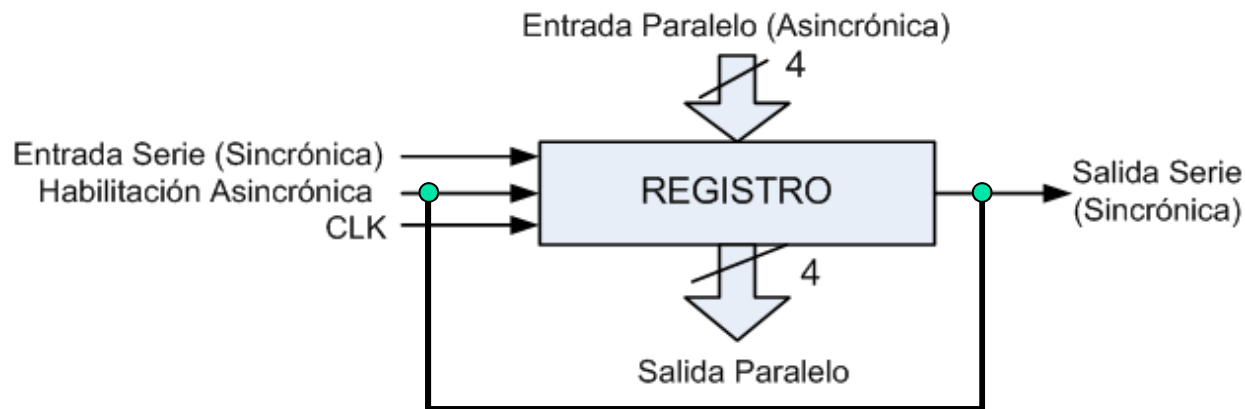 Entrada Paralelo (Asincrónica)
4
Entrada Serie (Sincrónica)
Habilitación Asincrónica
CLK
REGISTRO
Salida Serie
(Sincrónica)
4
Salida Paralelo